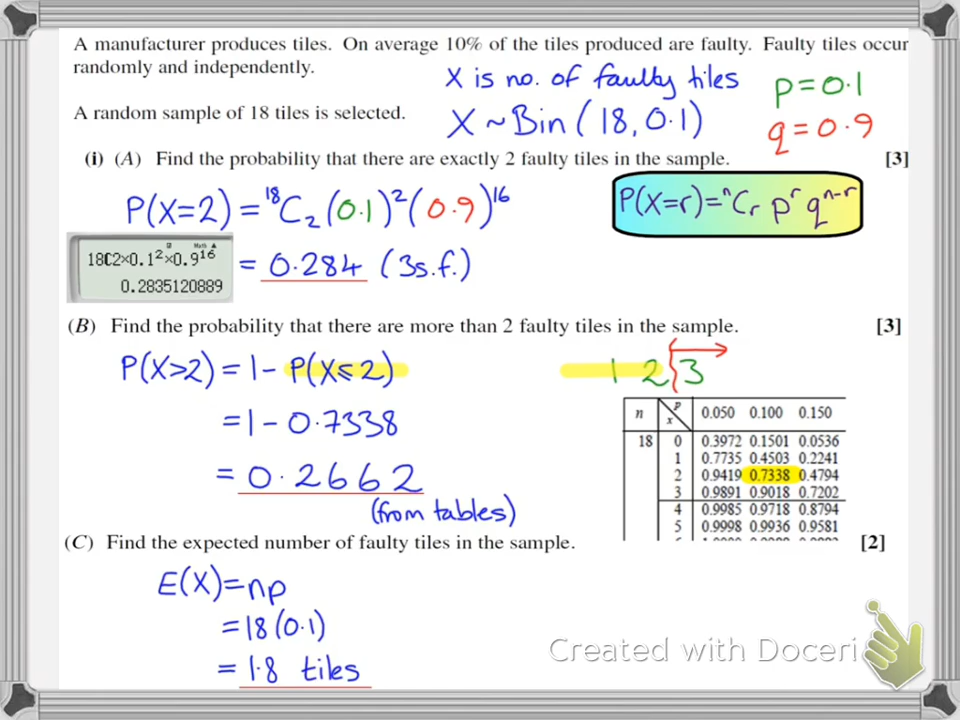 A manufacturer produces tiles. On average 10% of the tiles produced are faulty. Faulty tiles occur
randomly and independently.
X is no. of faulty tiles
p=0.1
A random sample of 18 tiles is selected.
X ~ Bin (18, 0.1)
q=0.9
(i) (A) Find the probability that there are exactly 2 faulty tiles in the sample. [3]
P(X=2) = ¹⁸C₂ (0.1)² (0.9)¹⁶
P(X=r)=ⁿCᵣ pʳ qⁿ⁻ʳ
Math ▲
18C2×0.1²×0.9¹⁶
0.2835120889
= 0.284 (3s.f.)
(B) Find the probability that there are more than 2 faulty tiles in the sample. [3]
P(X>2) = 1 - P(X⩽2)
1 2 3
= 1 - 0.7338
= 0.2662
(from tables)
n x p 0.050 0.100 0.150
18 0 0.3972 0.1501 0.0536
1 0.7735 0.4503 0.2241
2 0.9419 0.7338 0.4794
3 0.9891 0.9018 0.7202
4 0.9985 0.9718 0.8794
5 0.9998 0.9936 0.9581
(C) Find the expected number of faulty tiles in the sample. [2]
E(X)=np
= 18 (0.1)
= 1.8 tiles
Created with Doceri